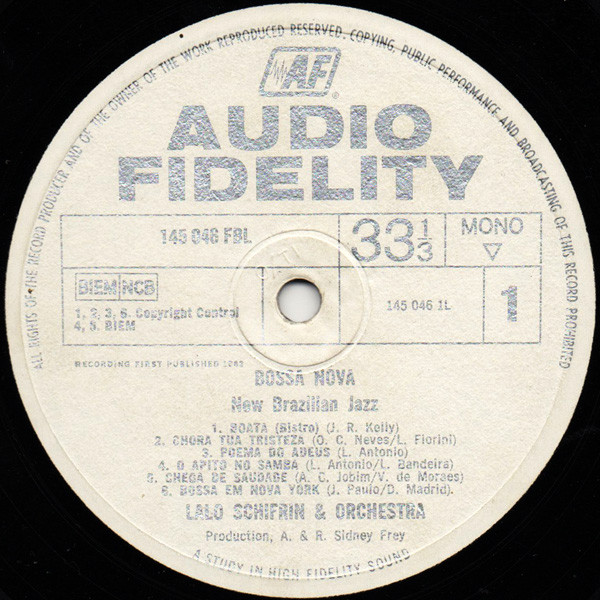 ALL RIGHTS OF THE RECORD PRODUCER AND OF THE OWNER OF THE WORK REPRODUCED RESERVED. COPYING, PUBLIC PERFORMANCE AND BROADCASTING OF THIS RECORD PROHIBITED
AF
®
AUDIO
FIDELITY
145 046 FBL
33 1/3
MONO
▽
BIEM NCB
1, 2, 3, 6. Copyright Control
4, 5. BIEM
145 046 1L
1
RECORDING FIRST PUBLISHED 1962
BOSSA NOVA
New Brazilian Jazz
1. BOATA (Bistro) (J. R. Kelly)
2. CHORA TUA TRISTEZA (O. C. Neves/L. Fiorini)
3. POEMA DO ADEUS (L. Antonio)
4. O APITO NO SAMBA (L. Antonio/L. Bandeira)
5. CHEGA DE SAUDADE (A. C. Jobim/V. de Moraes)
6. BOSSA EM NOVA YORK (J. Paulo/D. Madrid).
LALO SCHIFRIN & ORCHESTRA
Production, A. & R. Sidney Frey
A STUDY IN HIGH FIDELITY SOUND